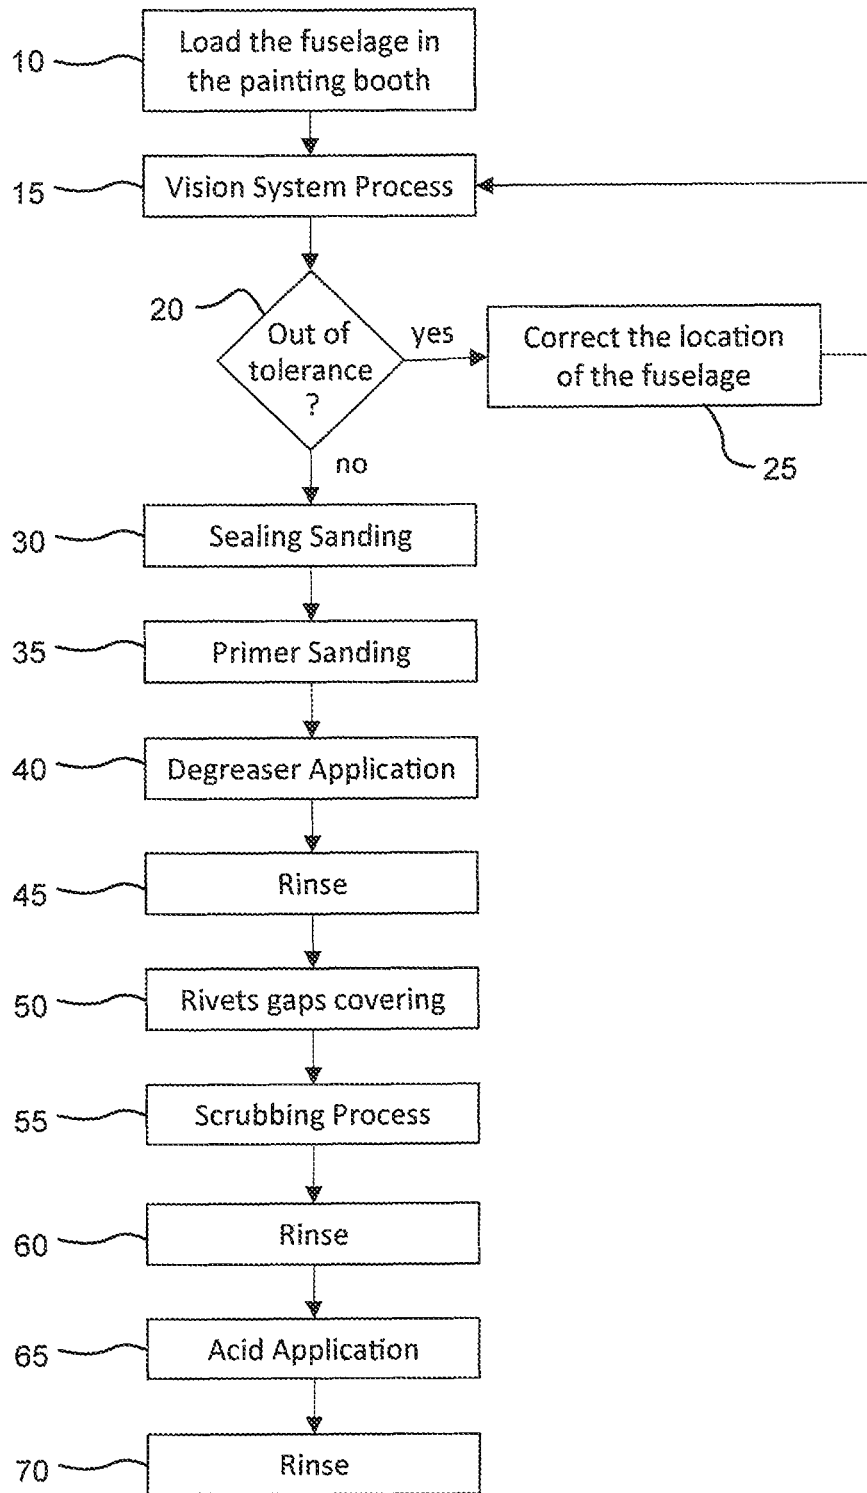 10
Load the fuselage in
the painting booth
15
Vision System Process
20
Out of
tolerance
?
yes
Correct the location
of the fuselage
25
no
30
Sealing Sanding
35
Primer Sanding
40
Degreaser Application
45
Rinse
50
Rivets gaps covering
55
Scrubbing Process
60
Rinse
65
Acid Application
70
Rinse